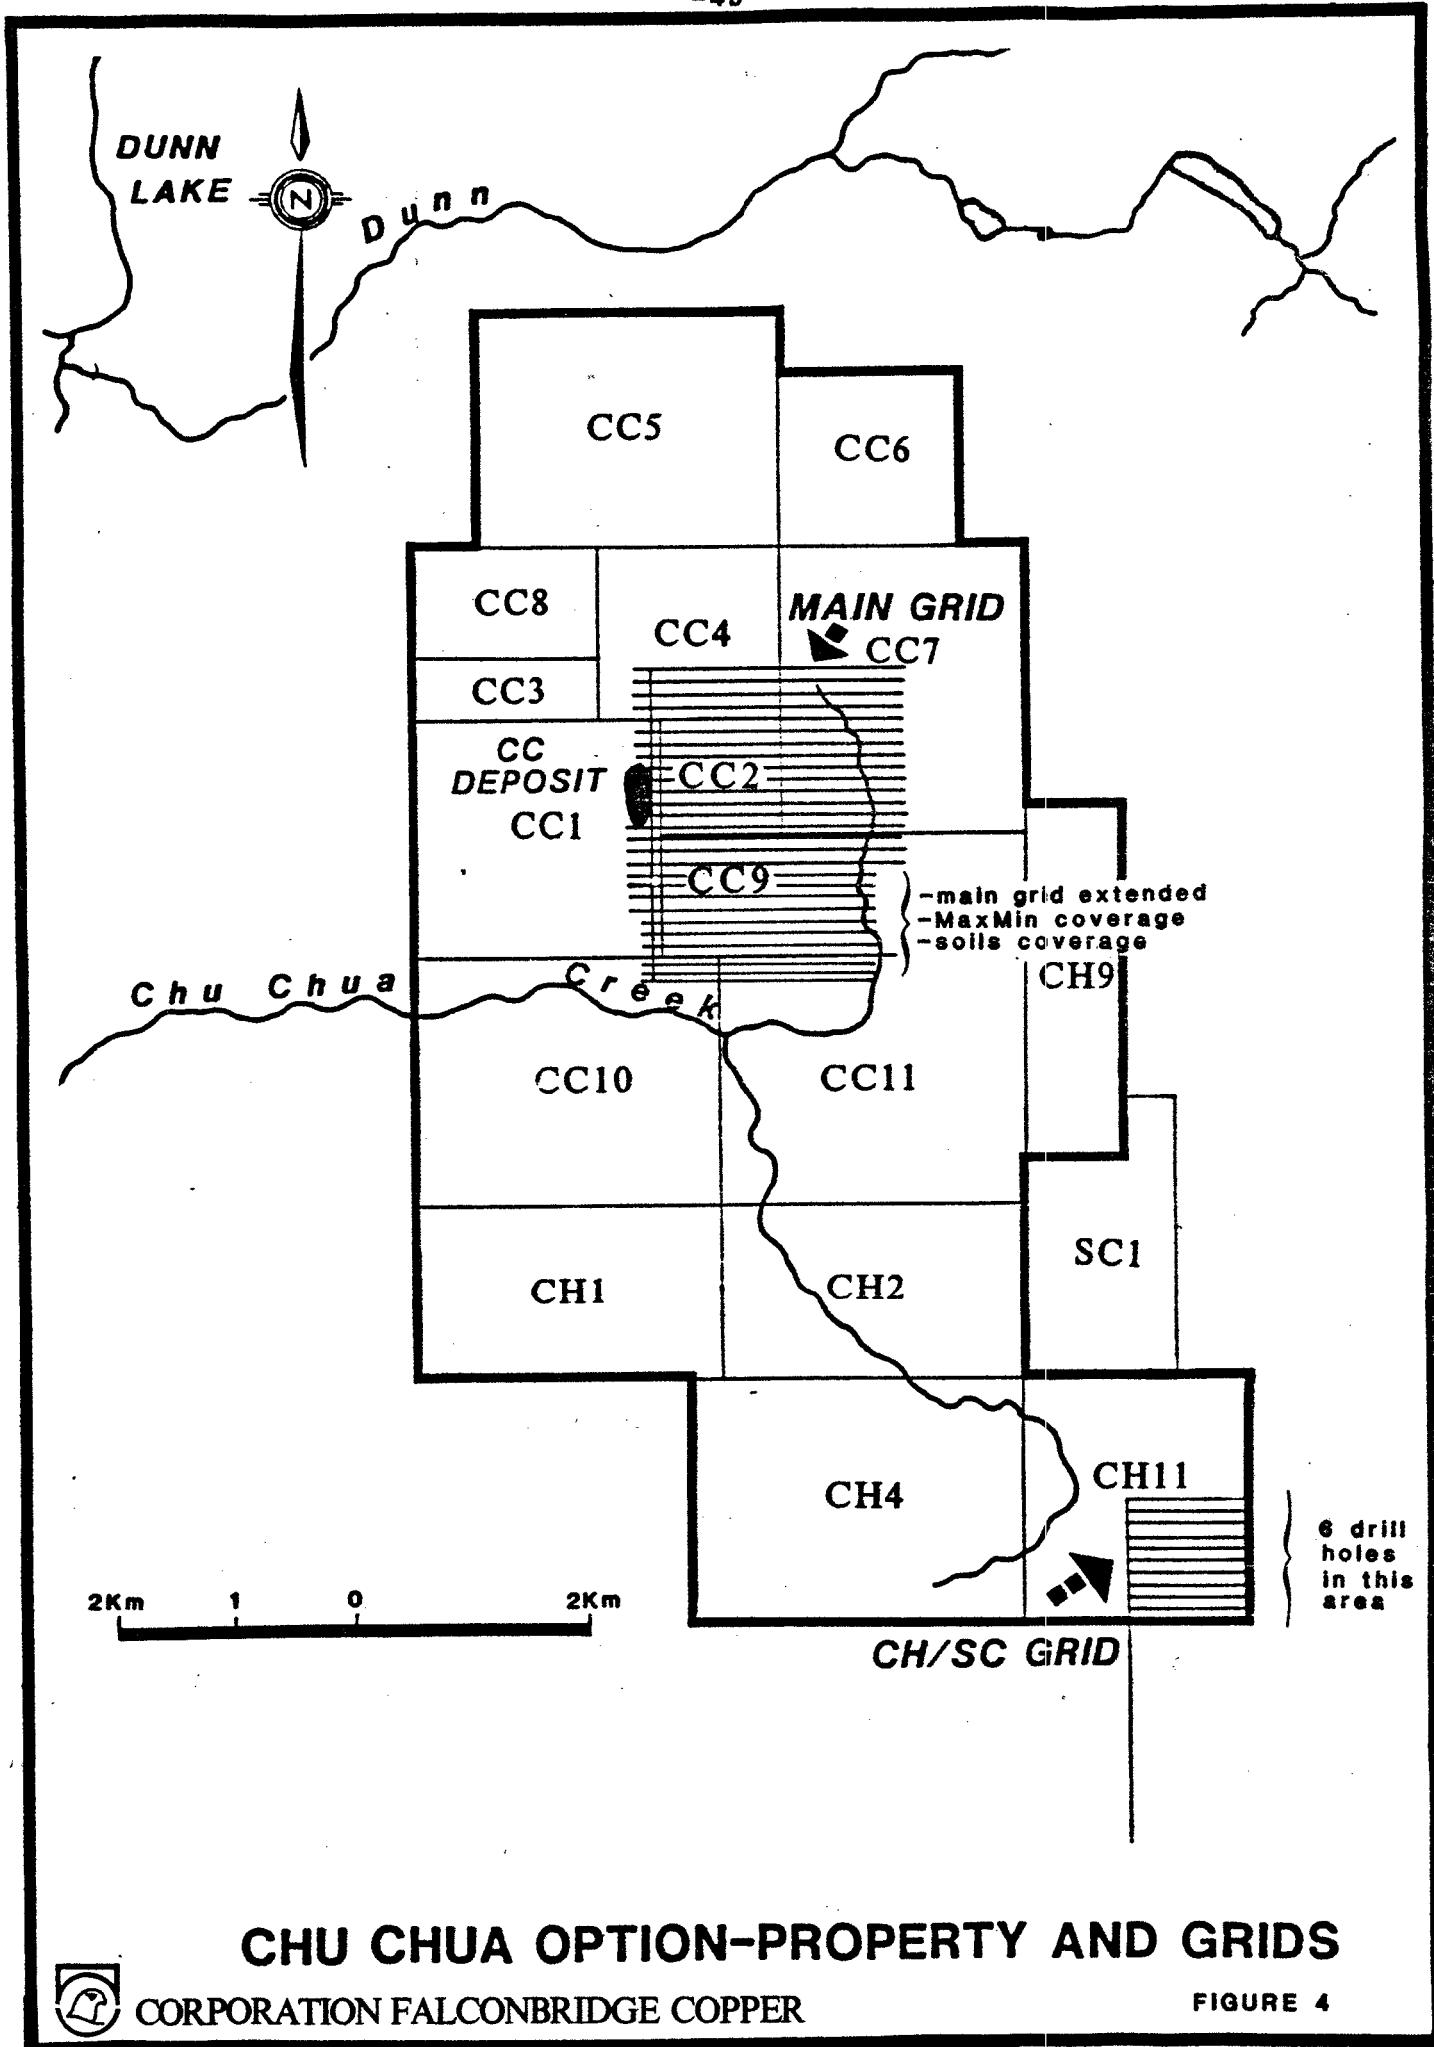 DUNN
LAKE
N
Dunn
CC5
CC6
CC8
CC4
MAIN GRID
CC7
CC3
CC
DEPOSIT
CC2
CC1
CC9
-main grid extended
-MaxMin coverage
-soils coverage
CH9
Chu Chua Creek
CC10
CC11
SC1
CH1
CH2
CH4
CH11
6 drill
holes
in this
area
2Km 1 0 2Km
CH/SC GRID
CHU CHUA OPTION-PROPERTY AND GRIDS
CORPORATION FALCONBRIDGE COPPER
FIGURE 4